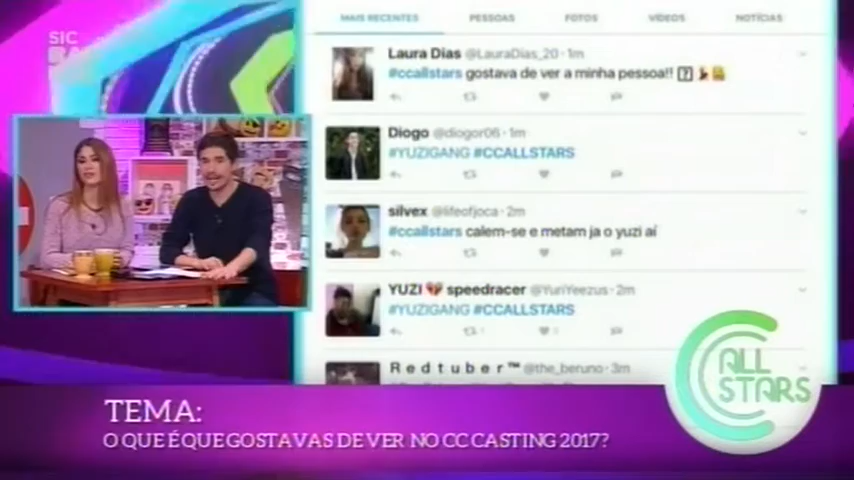 SIC
MAIS RECENTES PESSOAS FOTOS VÍDEOS NOTÍCIAS
Laura Dias @LauraDias_20 · 1m
#ccallstars gostava de ver a minha pessoa!!
Diogo @diogor06 · 1m
#YUZIGANG #CCALLSTARS
silvex @lifeofjoca · 2m
#ccallstars calem-se e metam ja o yuzi aí
YUZI speedracer @YuriYeezus · 2m
#YUZIGANG #CCALLSTARS
Redtuber™ @the_beruno · 3m
CC ALL
STARS
TEMA:
O QUE É QUE GOSTAVAS DE VER NO CC CASTING 2017?